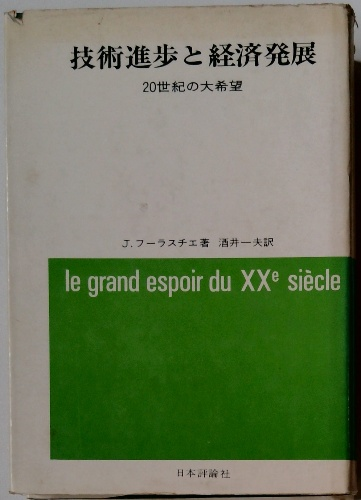 技術進歩と経済発展
20世紀の大希望
J.フーラスチエ著 酒井一夫訳
le grand espoir du XXe siècle
日本評論社